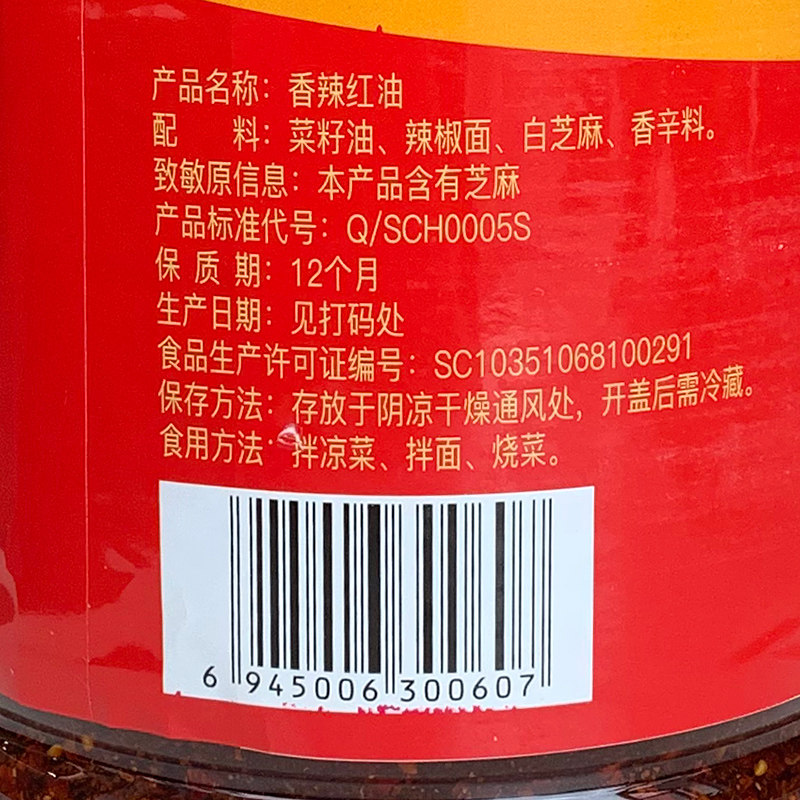 产品名称：香辣红油
配　　料：菜籽油、辣椒面、白芝麻、香辛料。
致敏原信息：本产品含有芝麻
产品标准代号：Q/SCH0005S
保 质 期：12个月
生产日期：见打码处
食品生产许可证编号：SC10351068100291
保存方法：存放于阴凉干燥通风处，开盖后需冷藏。
食用方法：拌凉菜、拌面、烧菜。
6 945006 300607